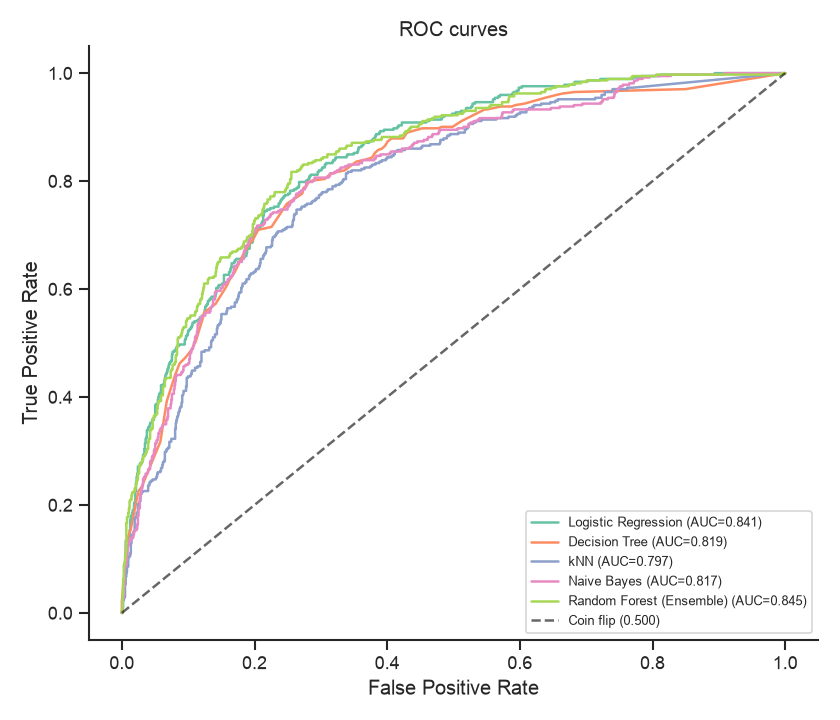 ROC curves
True Positive Rate
1.0
0.8
0.6
0.4
0.2
0.0
0.0 0.2 0.4 0.6 0.8 1.0
False Positive Rate
Logistic Regression (AUC=0.841)
Decision Tree (AUC=0.819)
kNN (AUC=0.797)
Naive Bayes (AUC=0.817)
Random Forest (Ensemble) (AUC=0.845)
Coin flip (0.500)